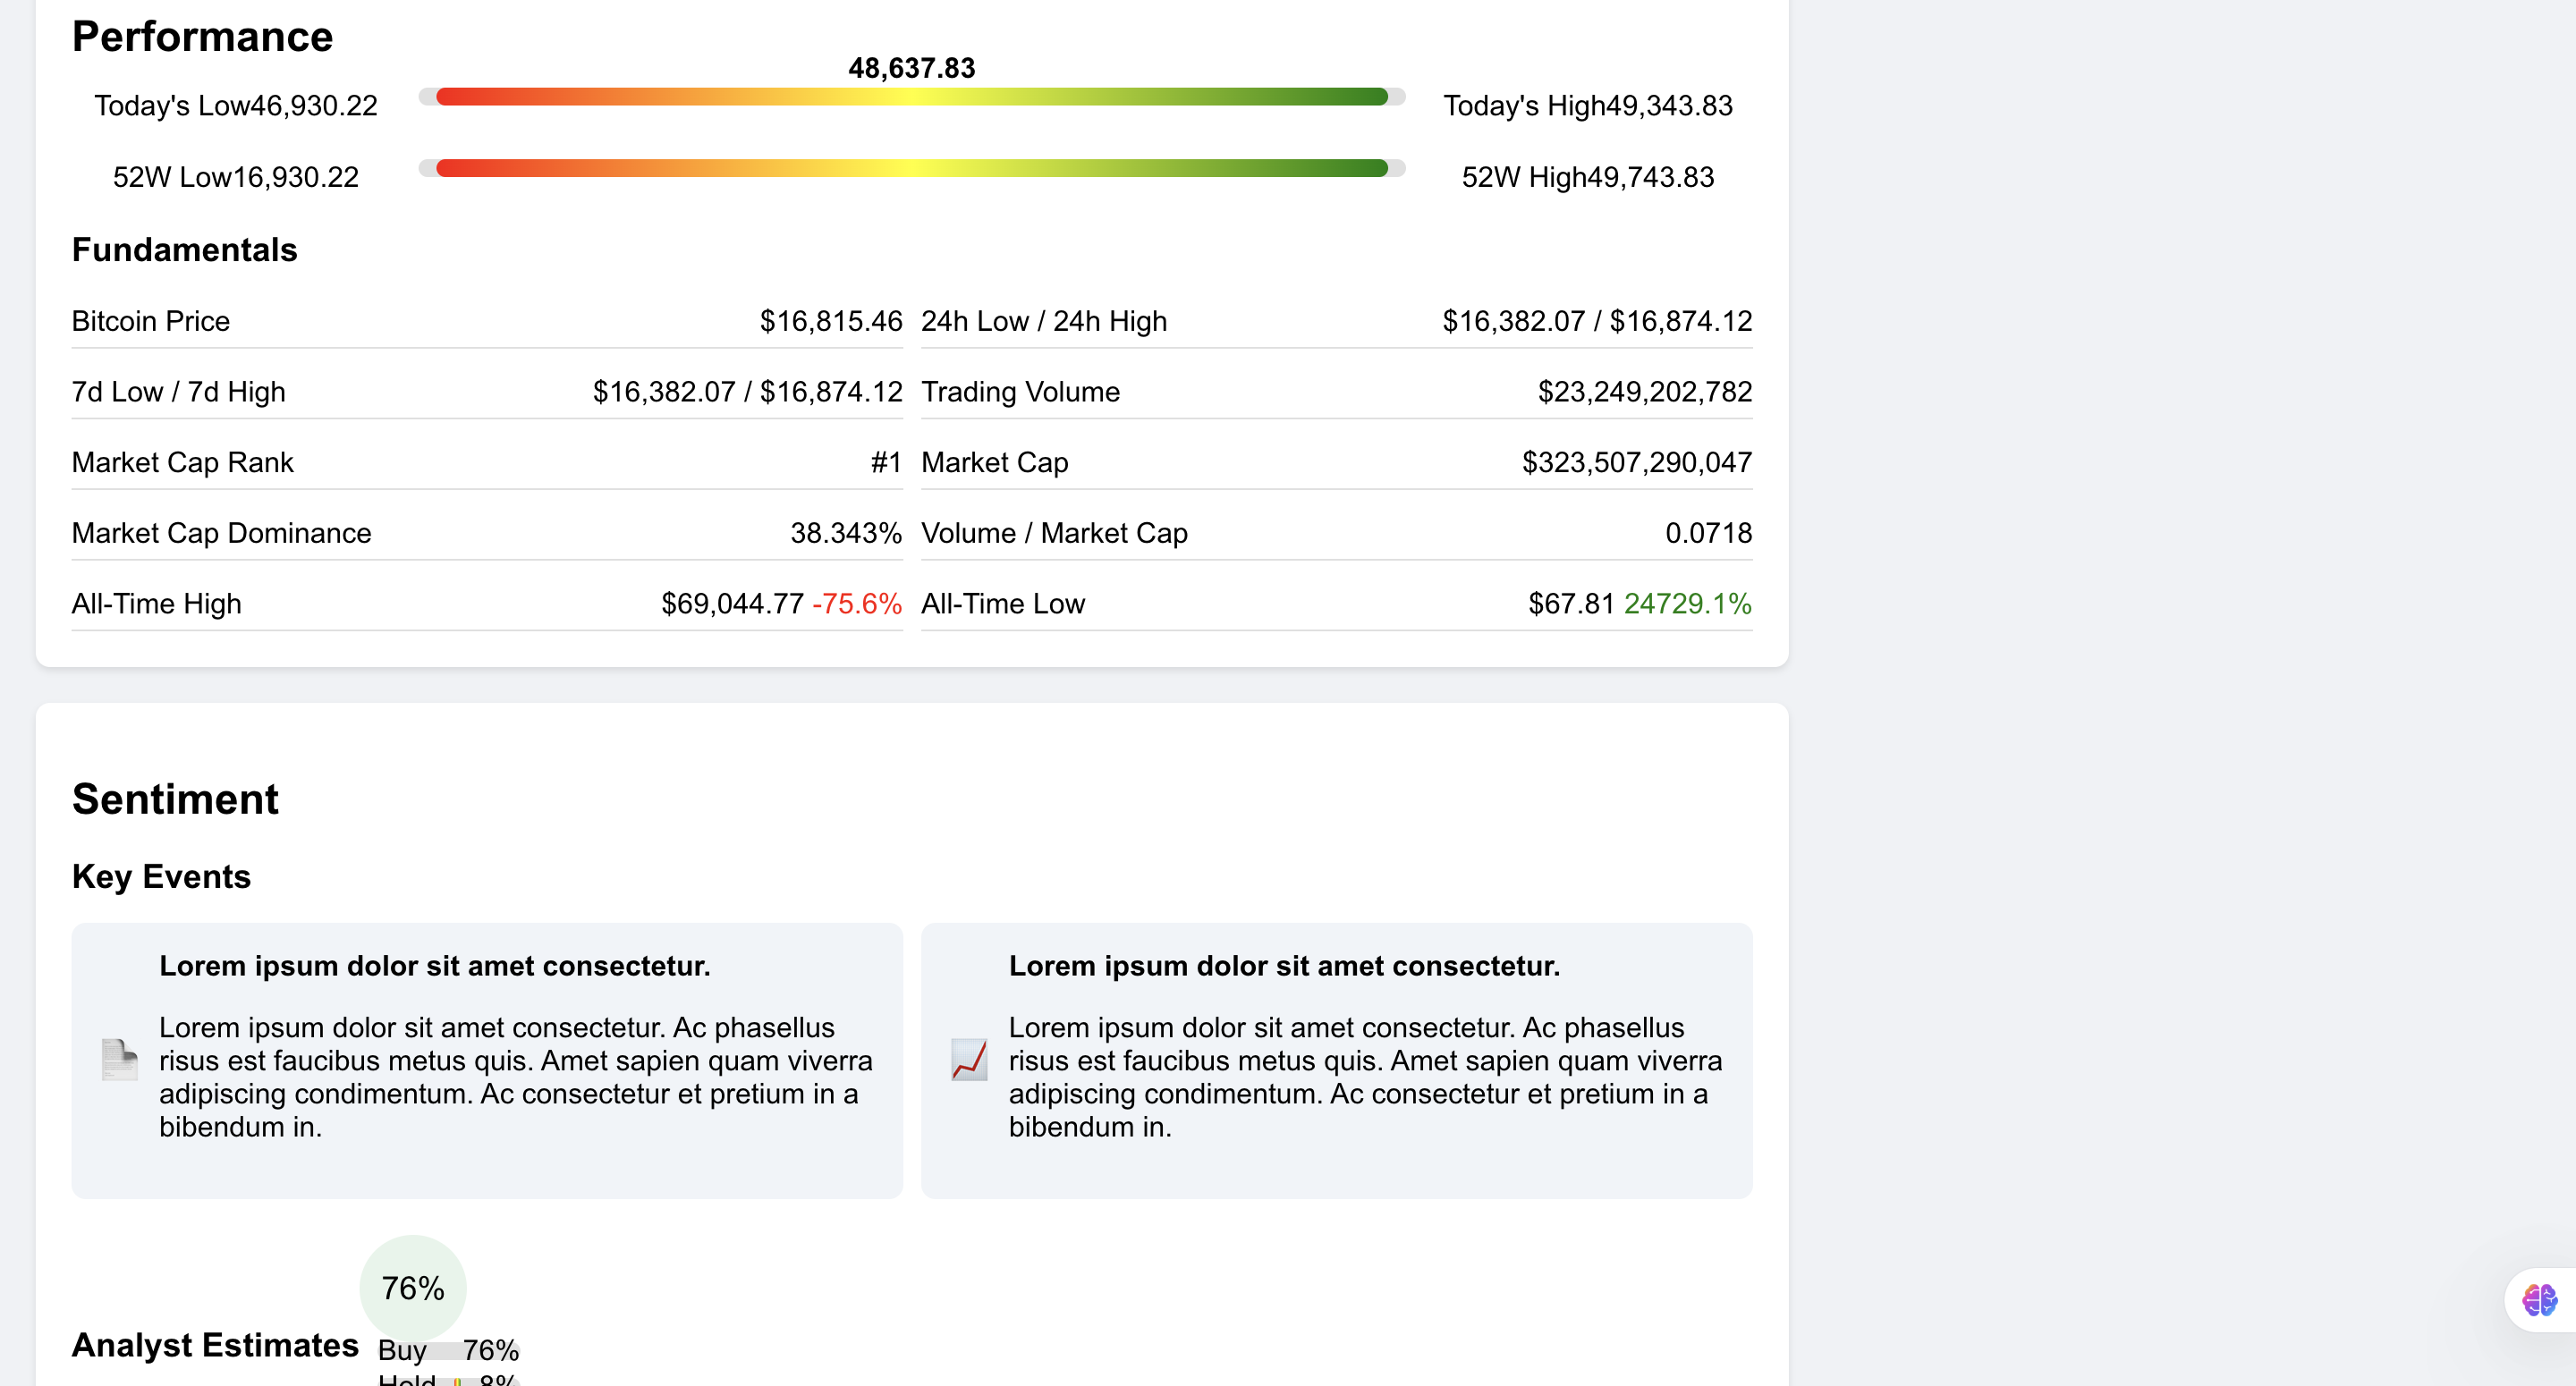 Performance
48,637.83
Today's Low46,930.22
Today's High49,343.83
52W Low16,930.22
52W High49,743.83
Fundamentals
Bitcoin Price $16,815.46
24h Low / 24h High $16,382.07 / $16,874.12
7d Low / 7d High $16,382.07 / $16,874.12
Trading Volume $23,249,202,782
Market Cap Rank #1
Market Cap $323,507,290,047
Market Cap Dominance 38.343%
Volume / Market Cap 0.0718
All-Time High $69,044.77 -75.6%
All-Time Low $67.81 24729.1%
Sentiment
Key Events
Lorem ipsum dolor sit amet consectetur.
Lorem ipsum dolor sit amet consectetur. Ac phasellus
risus est faucibus metus quis. Amet sapien quam viverra
adipiscing condimentum. Ac consectetur et pretium in a
bibendum in.
Lorem ipsum dolor sit amet consectetur.
Lorem ipsum dolor sit amet consectetur. Ac phasellus
risus est faucibus metus quis. Amet sapien quam viverra
adipiscing condimentum. Ac consectetur et pretium in a
bibendum in.
76%
Analyst Estimates
Buy 76%
Hold 8%